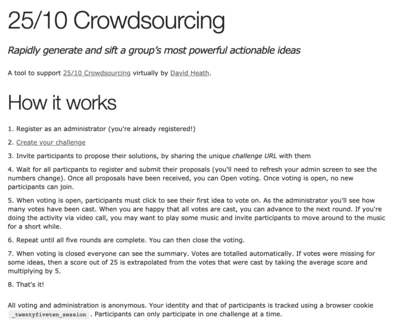 25/10 Crowdsourcing
Rapidly generate and sift a group's most powerful actionable ideas
A tool to support 25/10 Crowdsourcing virtually by David Heath.
How it works
1. Register as an administrator (you're already registered!)
2. Create your challenge
3. Invite participants to propose their solutions, by sharing the unique challenge URL with them
4. Wait for all participants to register and submit their proposals (you'll need to refresh your admin screen to see the
numbers change). Once all proposals have been received, you can Open voting. Once voting is open, no new
participants can join.
5. When voting is open, participants must click to see their first idea to vote on. As the administrator you'll see how
many votes have been cast. When you are happy that all votes are cast, you can advance to the next round. If you're
doing the activity via video call, you may want to play some music and invite participants to move around to the music
for a short while.
6. Repeat until all five rounds are complete. You can then close the voting.
7. When voting is closed everyone can see the summary. Votes are totalled automatically. If votes were missing for
some ideas, then a score out of 25 is extrapolated from the votes that were cast by taking the average score and
multiplying by 5.
8. That's it!
All voting and administration is anonymous. Your identity and that of participants is tracked using a browser cookie
_twentyfiveten_session . Participants can only participate in one challenge at a time.